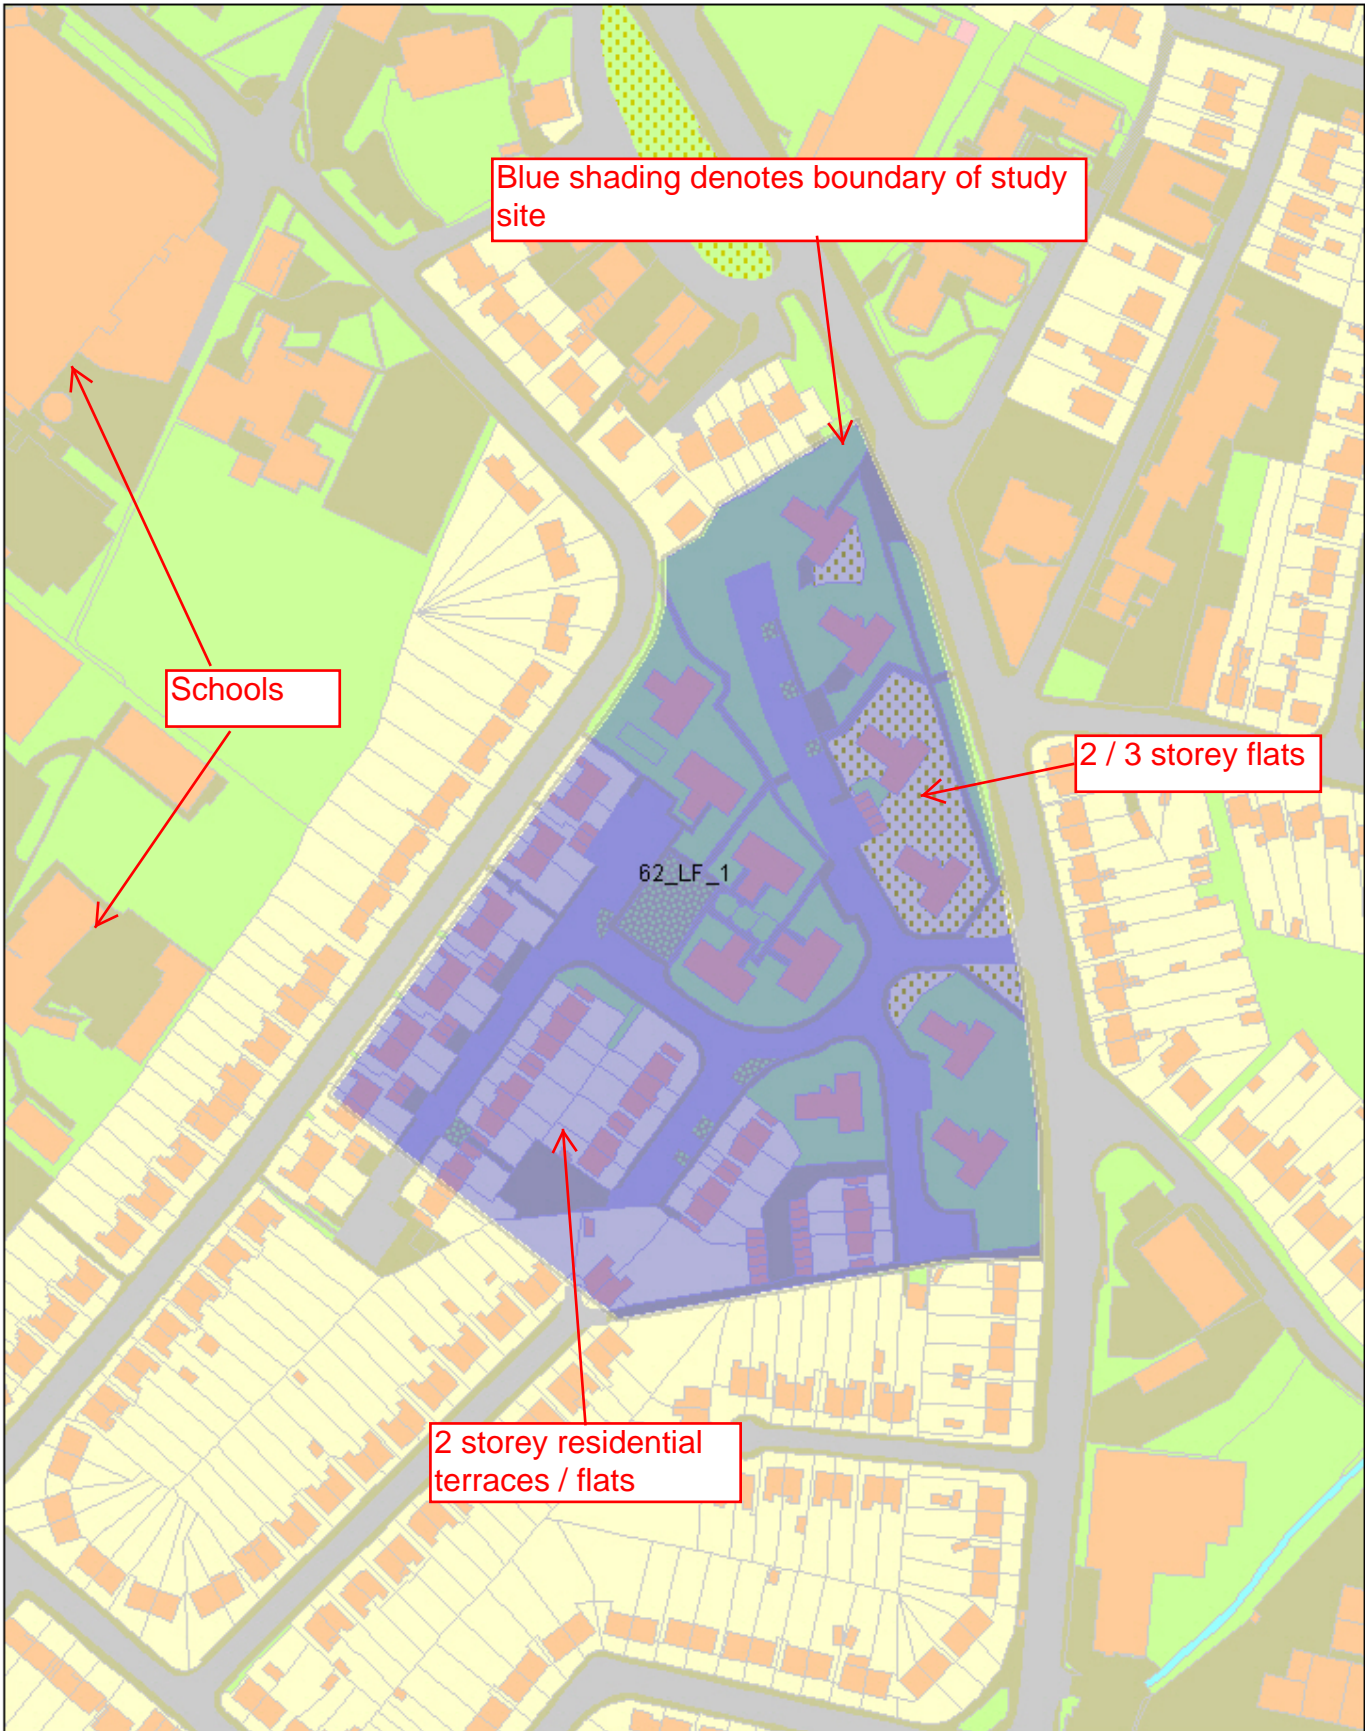 Blue shading denotes boundary of study
site
Schools
2 / 3 storey flats
62_LF_1
2 storey residential
terraces / flats